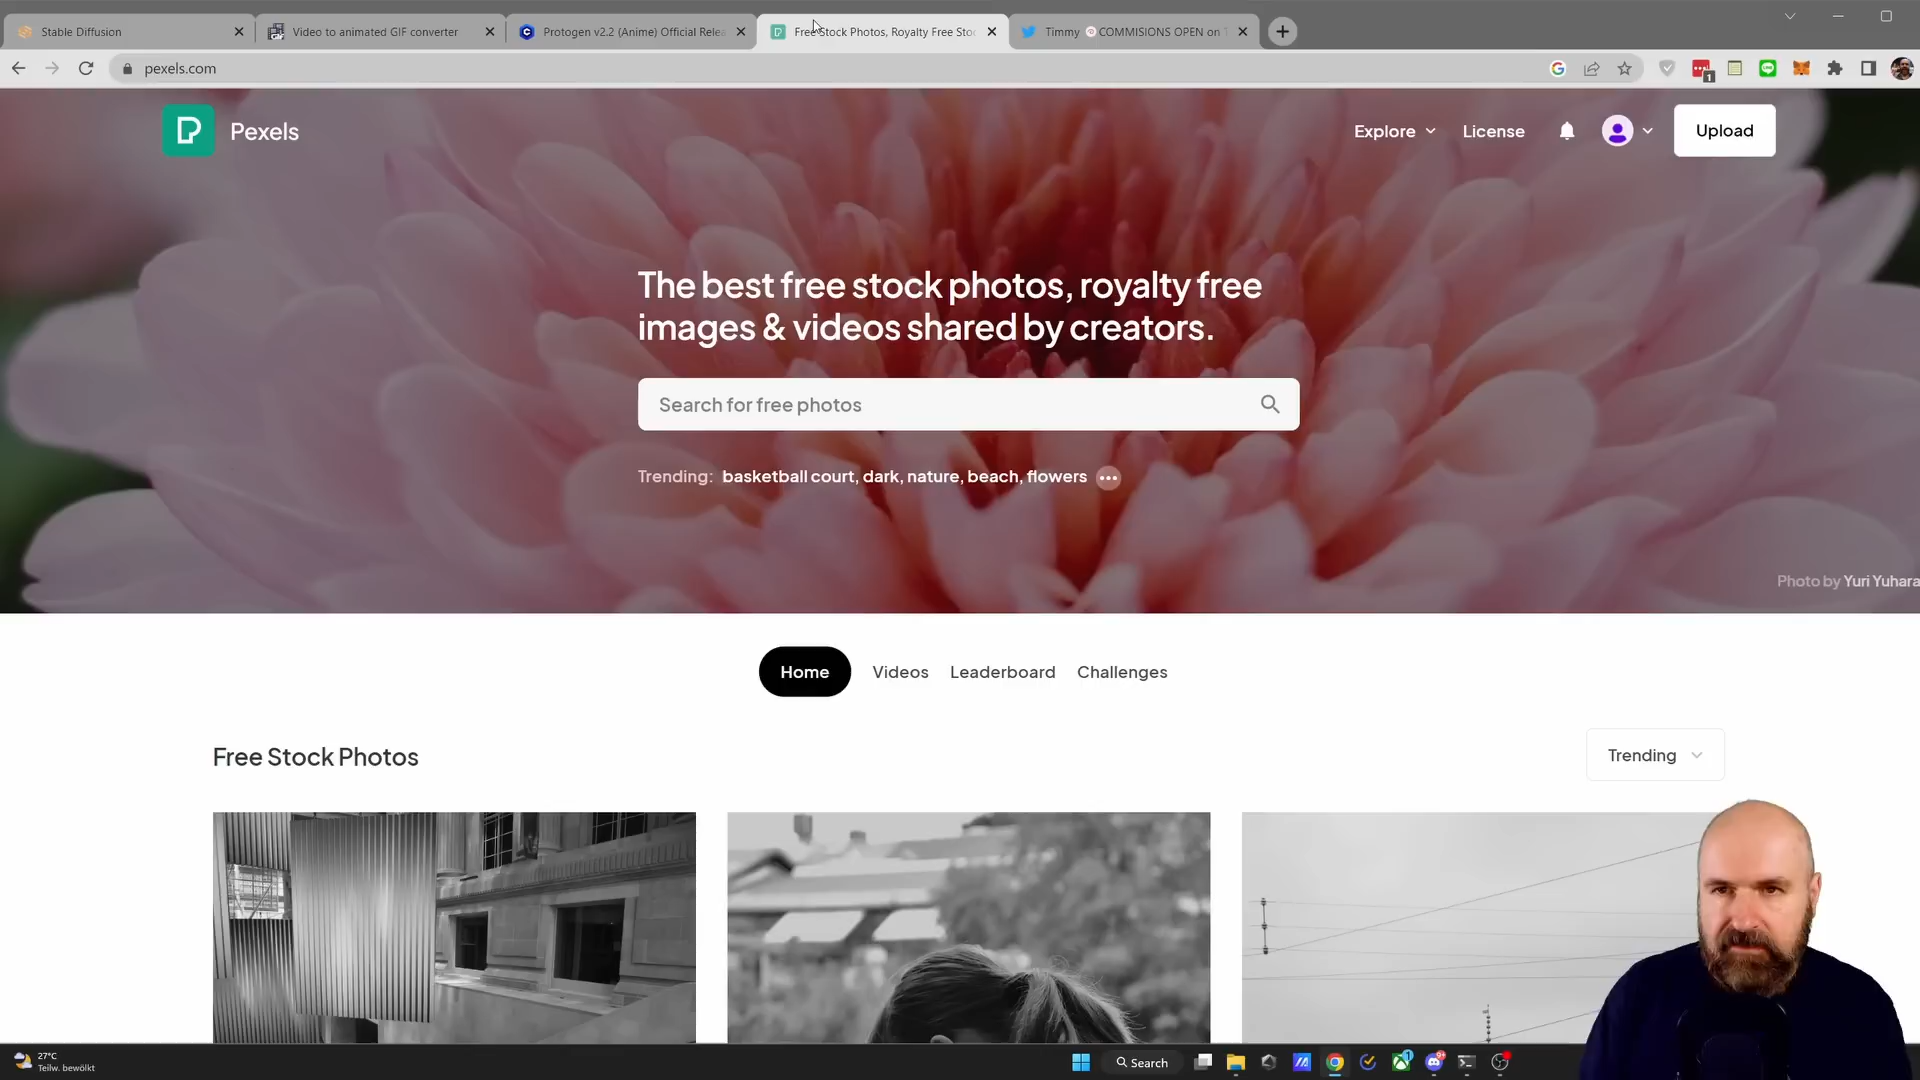 Stable Diffusion
Video to animated GIF converter
Protogen v2.2 (Anime) Official Relea
Free Stock Photos, Royalty Free Stoc
Timmy COMMISIONS OPEN on
pexels.com
1
Pexels
Explore
License
Upload
The best free stock photos, royalty free
images & videos shared by creators.
Search for free photos
Trending: basketball court, dark, nature, beach, flowers
Photo by Yuri Yuhara
Home
Videos
Leaderboard
Challenges
Free Stock Photos
Trending
27°C
Teilw. bewölkt
Search